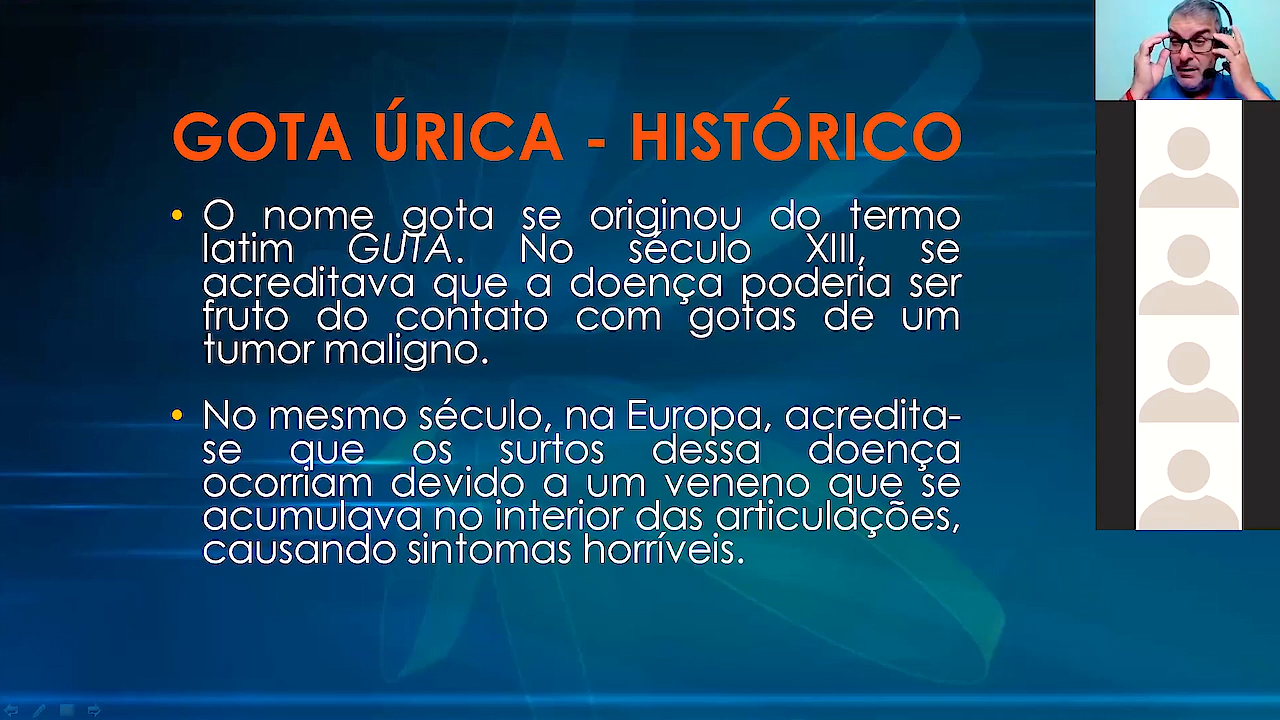 GOTA ÚRICA - HISTÓRICO
• O nome gota se originou do termo
latim GUTA. No século XIII, se
acreditava que a doença poderia ser
fruto do contato com gotas de um
tumor maligno.
• No mesmo século, na Europa, acredita-
se que os surtos dessa doença
ocorriam devido a um veneno que se
acumulava no interior das articulações,
causando sintomas horríveis.